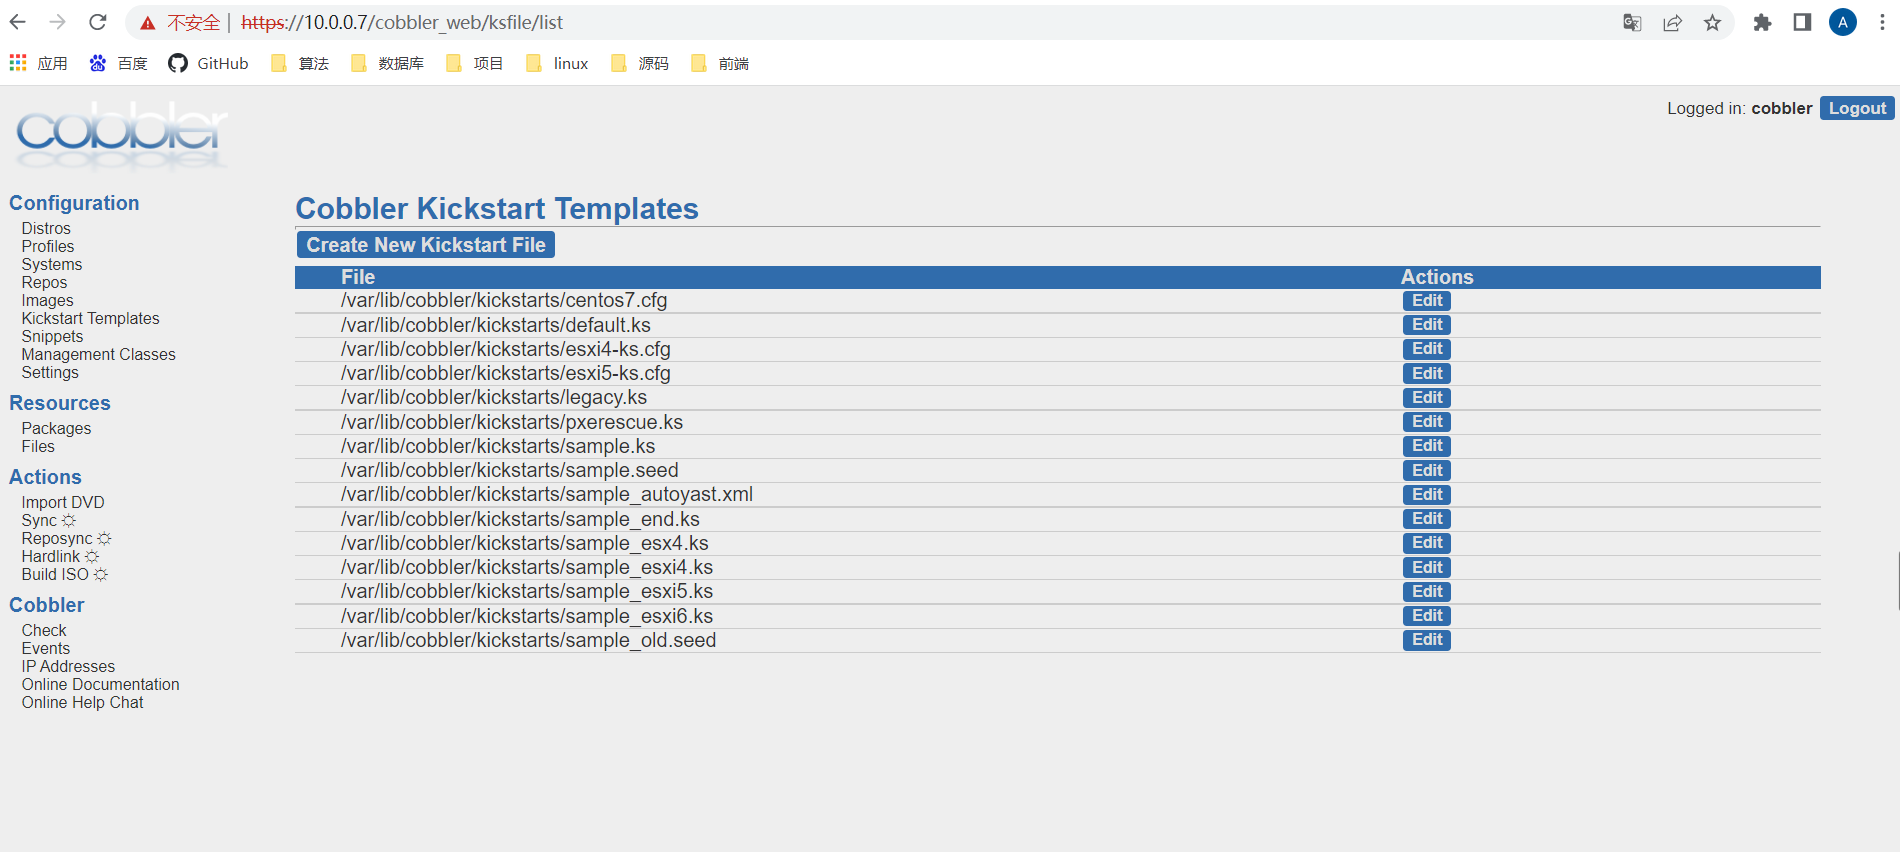 不安全 | https://10.0.0.7/cobbler_web/ksfile/list
A
应用 百度 GitHub 算法 数据库 项目 linux 源码 前端
cobbler
Logged in: cobbler Logout
Configuration
Distros
Profiles
Systems
Repos
Images
Kickstart Templates
Snippets
Management Classes
Settings
Resources
Packages
Files
Actions
Import DVD
Sync
Reposync
Hardlink
Build ISO
Cobbler
Check
Events
IP Addresses
Online Documentation
Online Help Chat
Cobbler Kickstart Templates
Create New Kickstart File
File Actions
/var/lib/cobbler/kickstarts/centos7.cfg Edit
/var/lib/cobbler/kickstarts/default.ks Edit
/var/lib/cobbler/kickstarts/esxi4-ks.cfg Edit
/var/lib/cobbler/kickstarts/esxi5-ks.cfg Edit
/var/lib/cobbler/kickstarts/legacy.ks Edit
/var/lib/cobbler/kickstarts/pxerescue.ks Edit
/var/lib/cobbler/kickstarts/sample.ks Edit
/var/lib/cobbler/kickstarts/sample.seed Edit
/var/lib/cobbler/kickstarts/sample_autoyast.xml Edit
/var/lib/cobbler/kickstarts/sample_end.ks Edit
/var/lib/cobbler/kickstarts/sample_esx4.ks Edit
/var/lib/cobbler/kickstarts/sample_esxi4.ks Edit
/var/lib/cobbler/kickstarts/sample_esxi5.ks Edit
/var/lib/cobbler/kickstarts/sample_esxi6.ks Edit
/var/lib/cobbler/kickstarts/sample_old.seed Edit